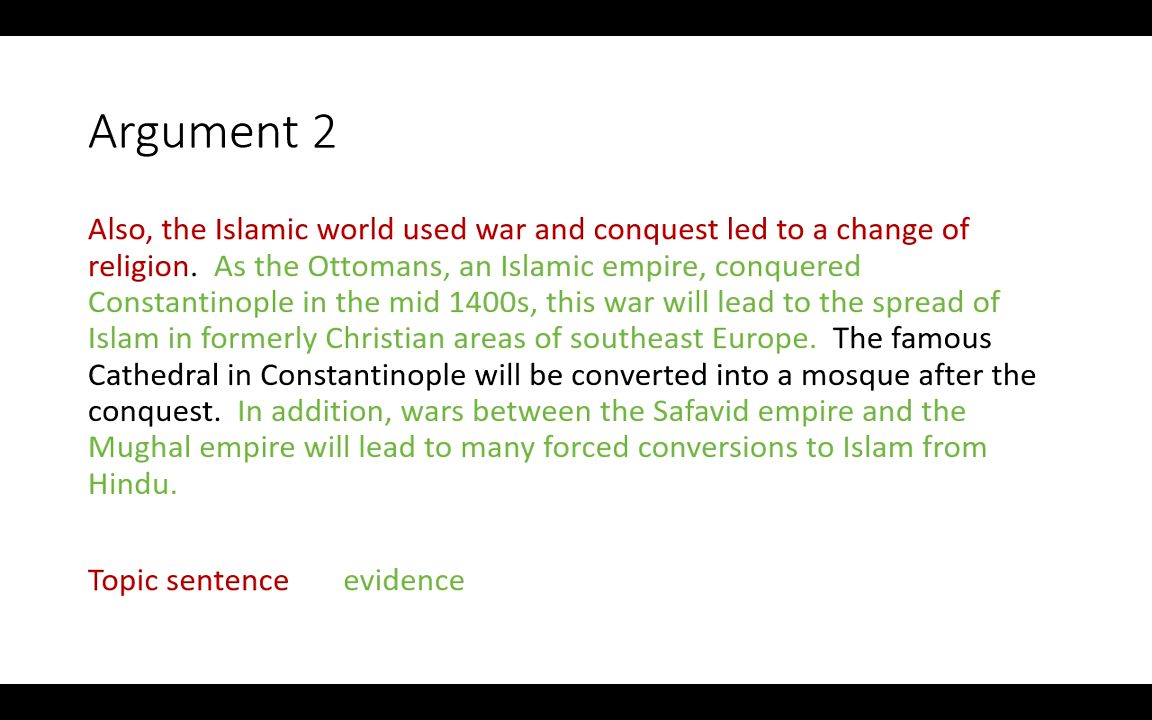 Argument 2
Also, the Islamic world used war and conquest led to a change of
religion.  As the Ottomans, an Islamic empire, conquered
Constantinople in the mid 1400s, this war will lead to the spread of
Islam in formerly Christian areas of southeast Europe.  The famous
Cathedral in Constantinople will be converted into a mosque after the
conquest.  In addition, wars between the Safavid empire and the
Mughal empire will lead to many forced conversions to Islam from
Hindu.
Topic sentence evidence